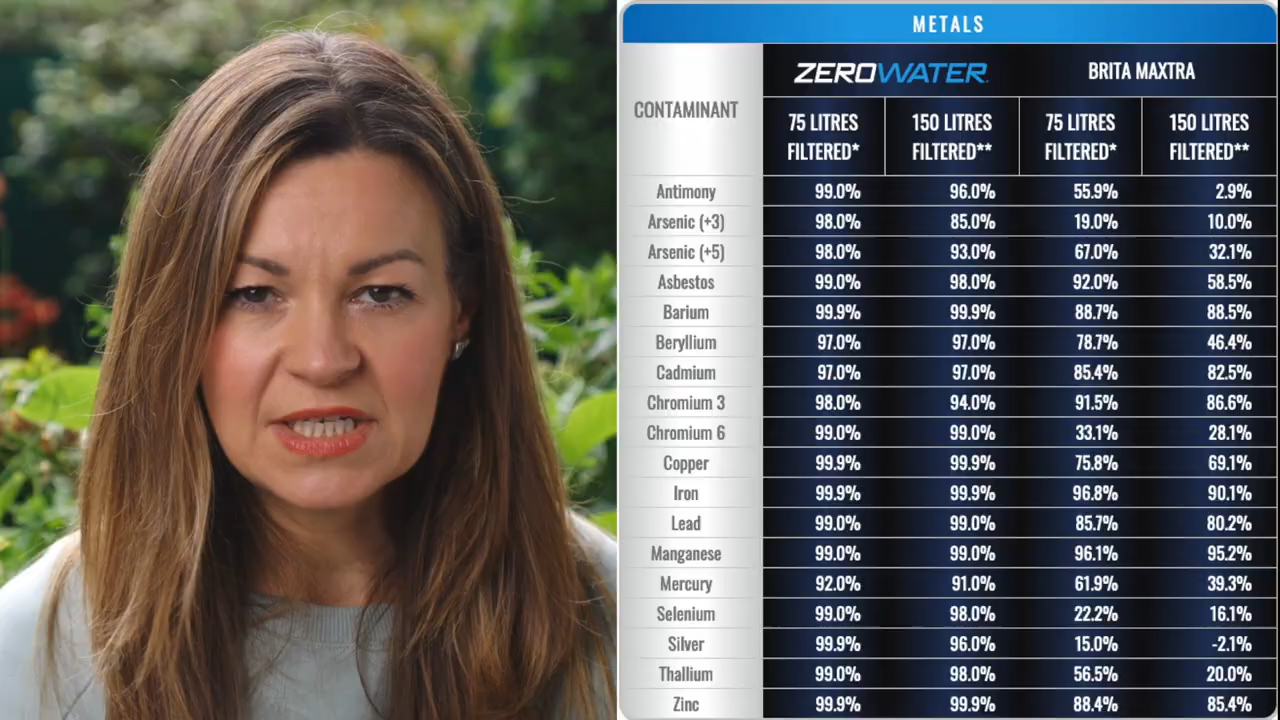 METALS
CONTAMINANT
ZEROWATER
BRITA MAXTRA
75 LITRES FILTERED*
150 LITRES FILTERED**
75 LITRES FILTERED*
150 LITRES FILTERED**
Antimony 99.0% 96.0% 55.9% 2.9%
Arsenic (+3) 98.0% 85.0% 19.0% 10.0%
Arsenic (+5) 98.0% 93.0% 67.0% 32.1%
Asbestos 99.0% 98.0% 92.0% 58.5%
Barium 99.9% 99.9% 88.7% 88.5%
Beryllium 97.0% 97.0% 78.7% 46.4%
Cadmium 97.0% 97.0% 85.4% 82.5%
Chromium 3 98.0% 94.0% 91.5% 86.6%
Chromium 6 99.0% 99.0% 33.1% 28.1%
Copper 99.9% 99.9% 75.8% 69.1%
Iron 99.9% 99.9% 96.8% 90.1%
Lead 99.0% 99.0% 85.7% 80.2%
Manganese 99.0% 99.0% 96.1% 95.2%
Mercury 92.0% 91.0% 61.9% 39.3%
Selenium 99.0% 98.0% 22.2% 16.1%
Silver 99.9% 96.0% 15.0% -2.1%
Thallium 99.0% 98.0% 56.5% 20.0%
Zinc 99.9% 99.9% 88.4% 85.4%